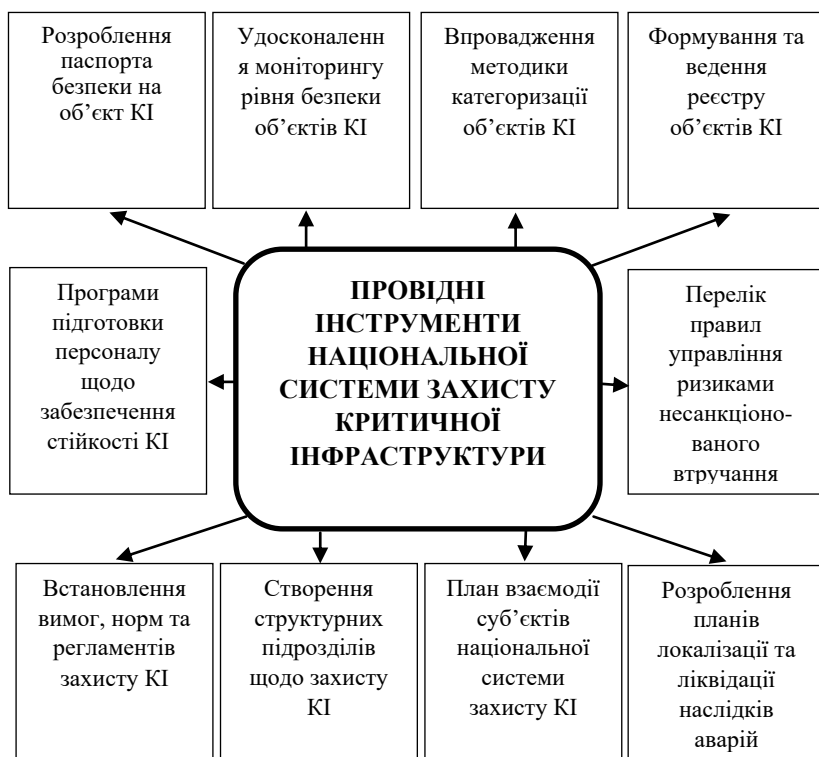 Розроблення
паспорта
безпеки на
об’єкт КІ
Удосконаленн
я моніторингу
рівня безпеки
об’єктів КІ
Впровадження
методики
категоризації
об’єктів КІ
Формування та
ведення
реєстру
об’єктів КІ
Програми
підготовки
персоналу
щодо
забезпечення
стійкості КІ
ПРОВІДНІ
ІНСТРУМЕНТИ
НАЦІОНАЛЬНОЇ
СИСТЕМИ ЗАХИСТУ
КРИТИЧНОЇ
ІНФРАСТРУКТУРИ
Перелік
правил
управління
ризиками
несанкціоно-
ваного
втручання
Встановлення
вимог, норм та
регламентів
захисту КІ
Створення
структурних
підрозділів
щодо захисту
КІ
План взаємодії
суб’єктів
національної
системи
захисту КІ
Розроблення
планів
локалізації та
ліквідації
наслідків
аварій